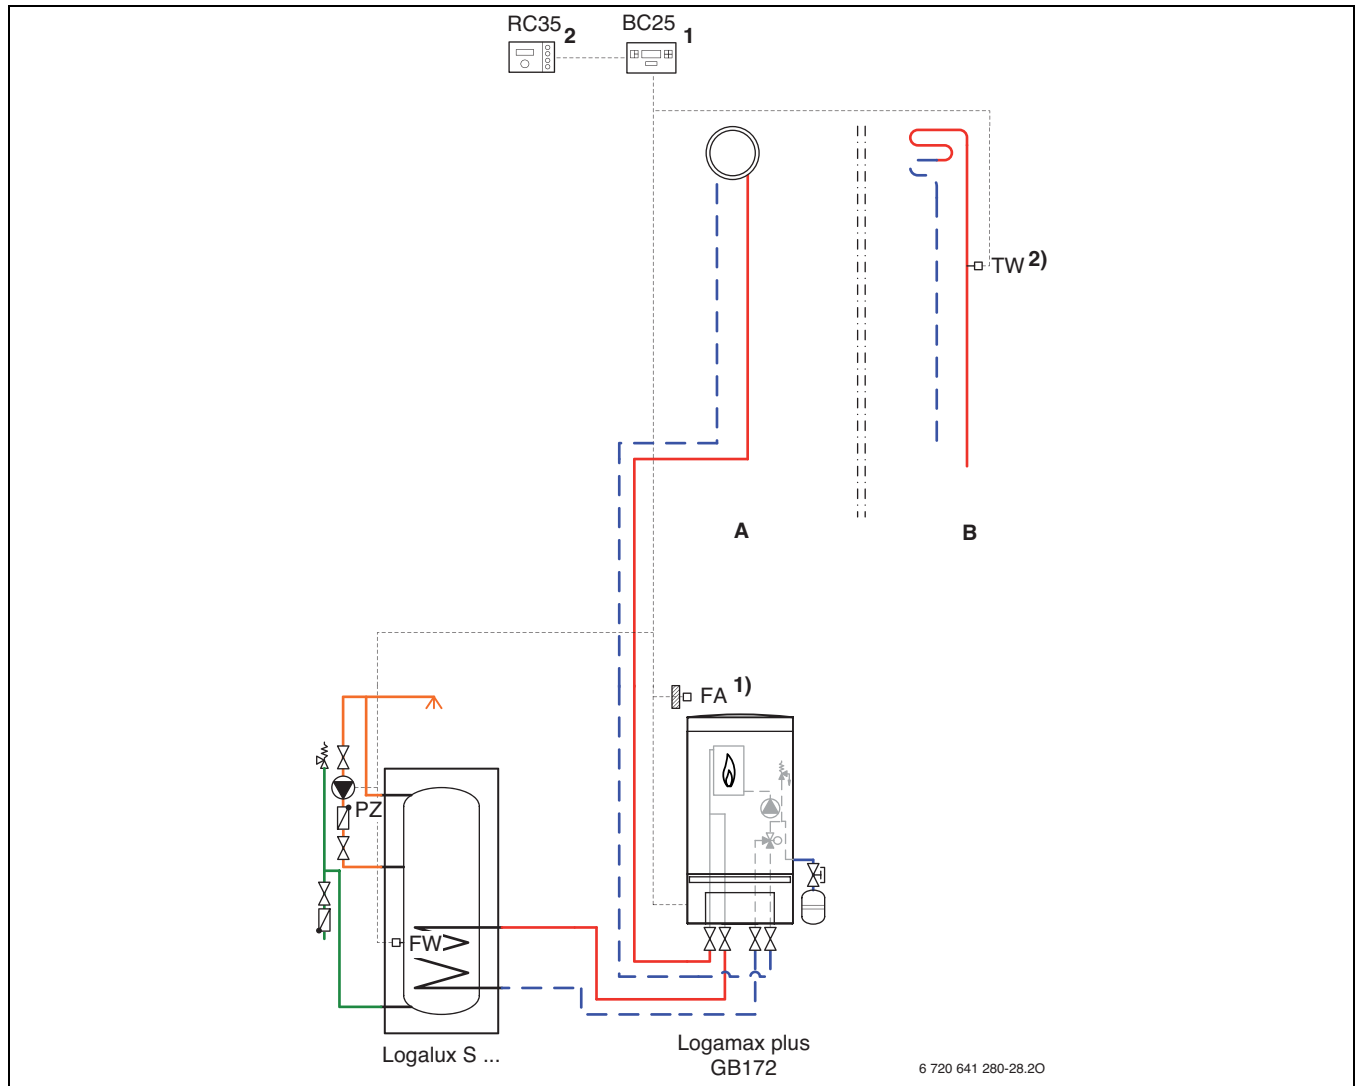 RC35 2
BC25 1
TW 2)
A
B
FA 1)
PZ
FW
Logalux S ...
Logamax plus
GB172
6 720 641 280-28.2O